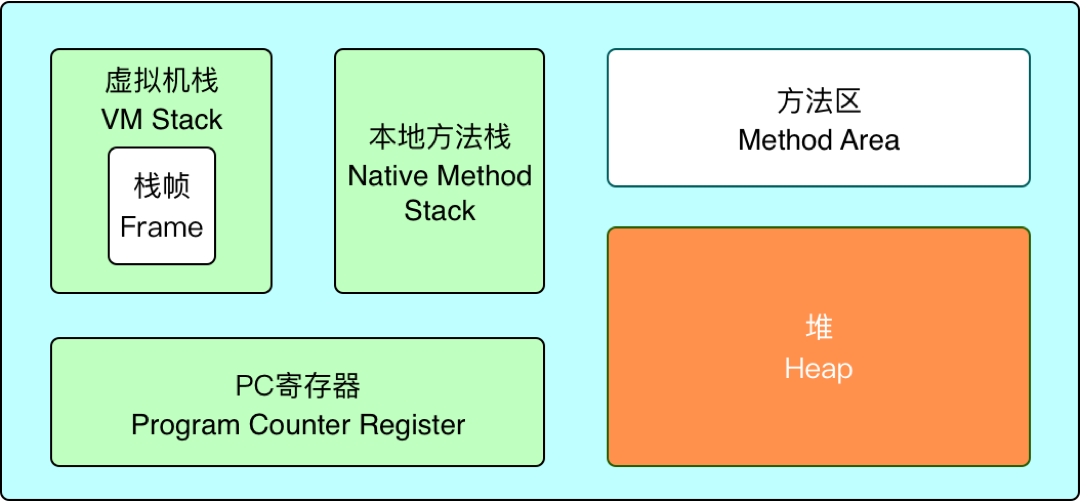 虚拟机栈
VM Stack
栈帧
Frame
本地方法栈
Native Method
Stack
方法区
Method Area
堆
Heap
PC寄存器
Program Counter Register